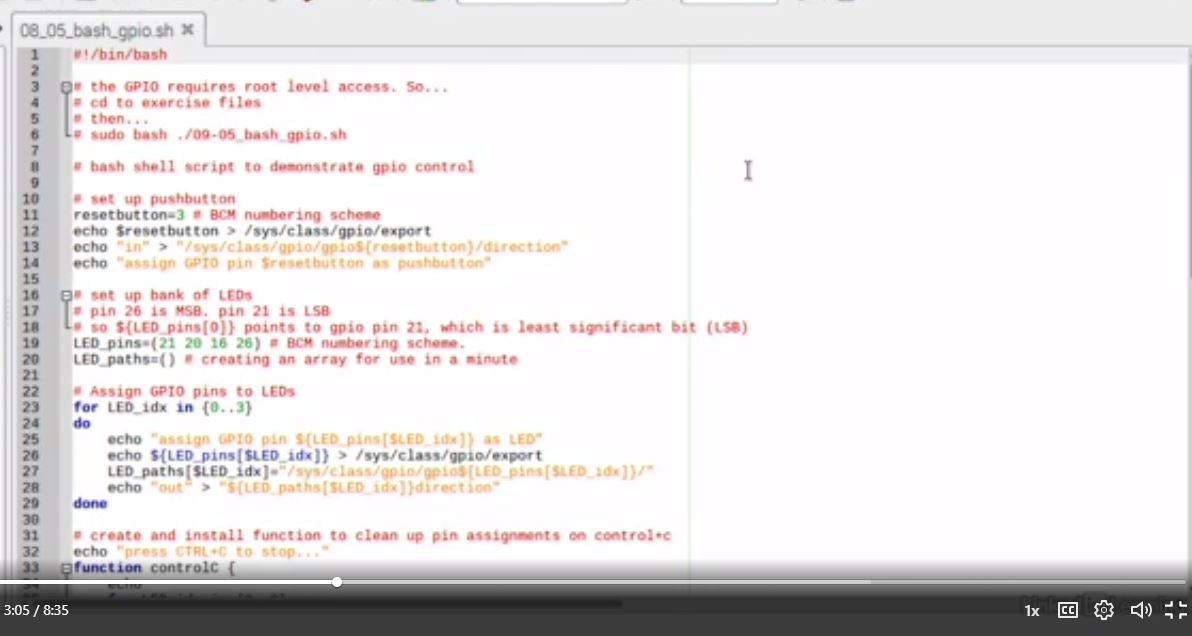 08_05_bash_gpio.sh
1 #!/bin/bash
2
3 # the GPIO requires root level access. So...
4 # cd to exercise files
5 # then...
6 # sudo bash ./09-05_bash_gpio.sh
7
8 # bash shell script to demonstrate gpio control
9
10 # set up pushbutton
11 resetbutton=3 # BCM numbering scheme
12 echo $resetbutton > /sys/class/gpio/export
13 echo "in" > "/sys/class/gpio/gpio${resetbutton}/direction"
14 echo "assign GPIO pin $resetbutton as pushbutton"
15
16 # set up bank of LEDs
17 # pin 26 is MSB. pin 21 is LSB
18 # so ${LED_pins[0]} points to gpio pin 21, which is least significant bit (LSB)
19 LED_pins=(21 20 16 26) # BCM numbering scheme.
20 LED_paths=() # creating an array for use in a minute
21
22 # Assign GPIO pins to LEDs
23 for LED_idx in {0..3}
24 do
25 echo "assign GPIO pin ${LED_pins[$LED_idx]} as LED"
26 echo ${LED_pins[$LED_idx]} > /sys/class/gpio/export
27 LED_paths[$LED_idx]="/sys/class/gpio/gpio${LED_pins[$LED_idx]}/"
28 echo "out" > "${LED_paths[$LED_idx]}direction"
29 done
30
31 # create and install function to clean up pin assignments on control+c
32 echo "press CTRL+C to stop..."
33 function controlC {
34 echo
3:05 / 8:35
1x
CC